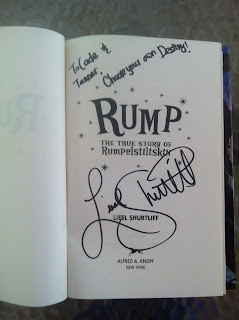 To Cade &
Tanner,
Choose your own Destiny!
RUMP
THE TRUE STORY OF
RUMPELSTILTSKIN
Liesl Shurtliff
LIESL SHURTLIFF
ALFRED A. KNOPF
NEW YORK